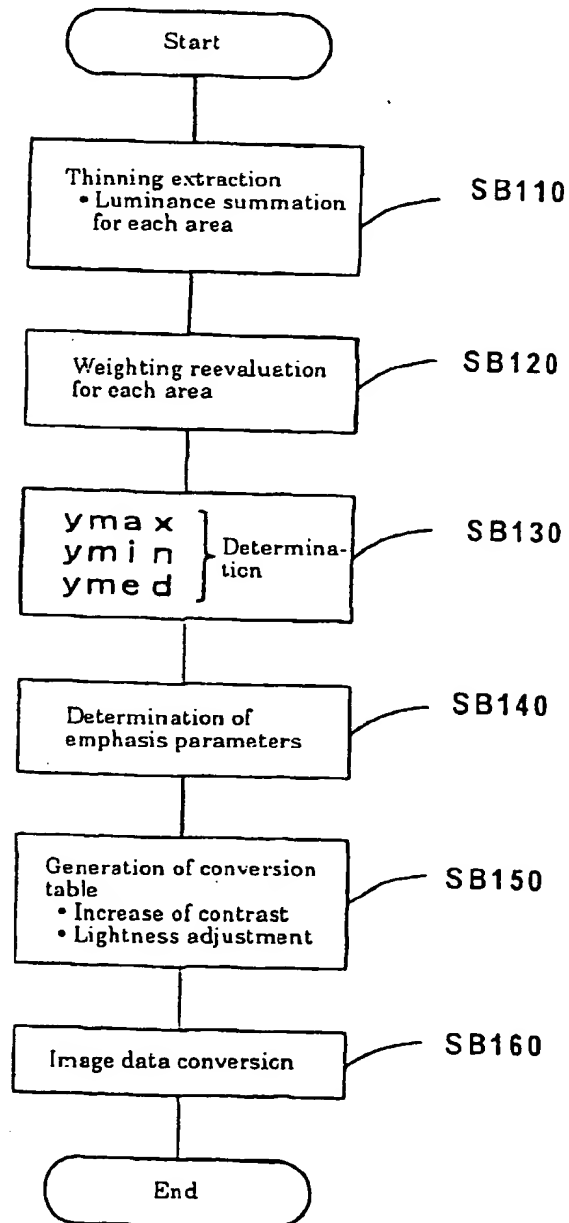 Start
Thinning extraction
• Luminance summation
for each area
SB110
Weighting reevaluation
for each area
SB120
ymax
ymin
ymed
Determina-
tion
SB130
Determination of
emphasis parameters
SB140
Generation of conversion
table
• Increase of contrast
• Lightness adjustment
SB150
Image data conversion
SB160
End